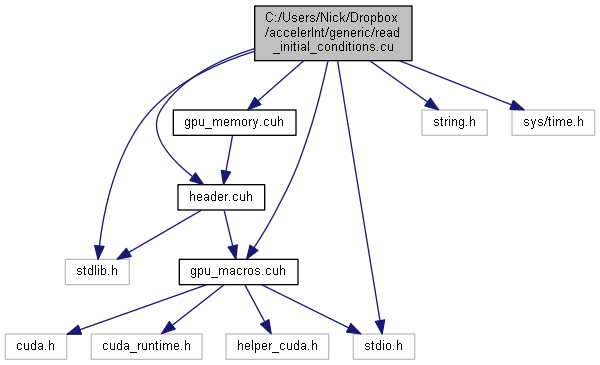 C:/Users/Nick/Dropbox
/accelerInt/generic/read
_initial_conditions.cu
gpu_memory.cuh
string.h
sys/time.h
header.cuh
stdlib.h
gpu_macros.cuh
cuda.h
cuda_runtime.h
helper_cuda.h
stdio.h